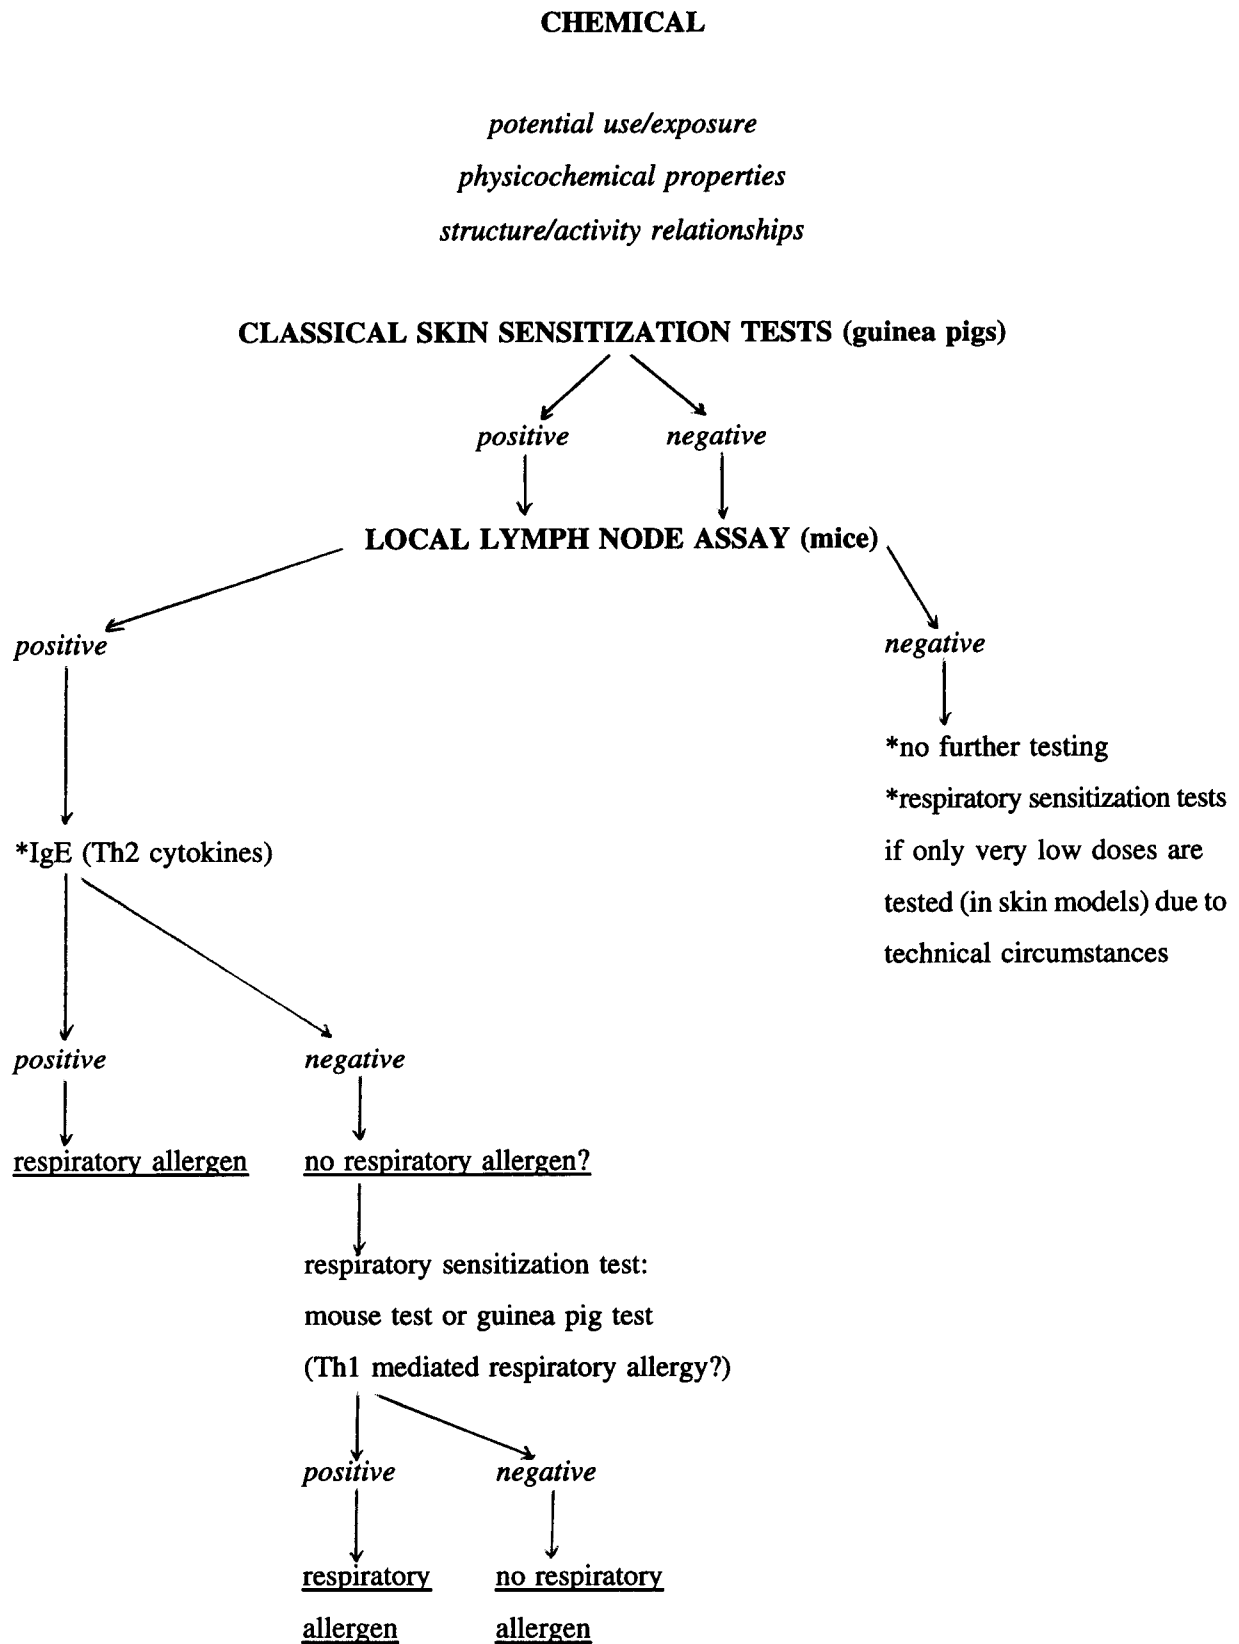 CHEMICAL
potential use/exposure
physicochemical properties
structure/activity relationships
CLASSICAL SKIN SENSITIZATION TESTS (guinea pigs)
positive negative
LOCAL LYMPH NODE ASSAY (mice)
positive negative
*no further testing
*respiratory sensitization tests
if only very low doses are
tested (in skin models) due to
technical circumstances
*IgE (Th2 cytokines)
positive negative
respiratory allergen no respiratory allergen?
respiratory sensitization test:
mouse test or guinea pig test
(Th1 mediated respiratory allergy?)
positive negative
respiratory no respiratory
allergen allergen